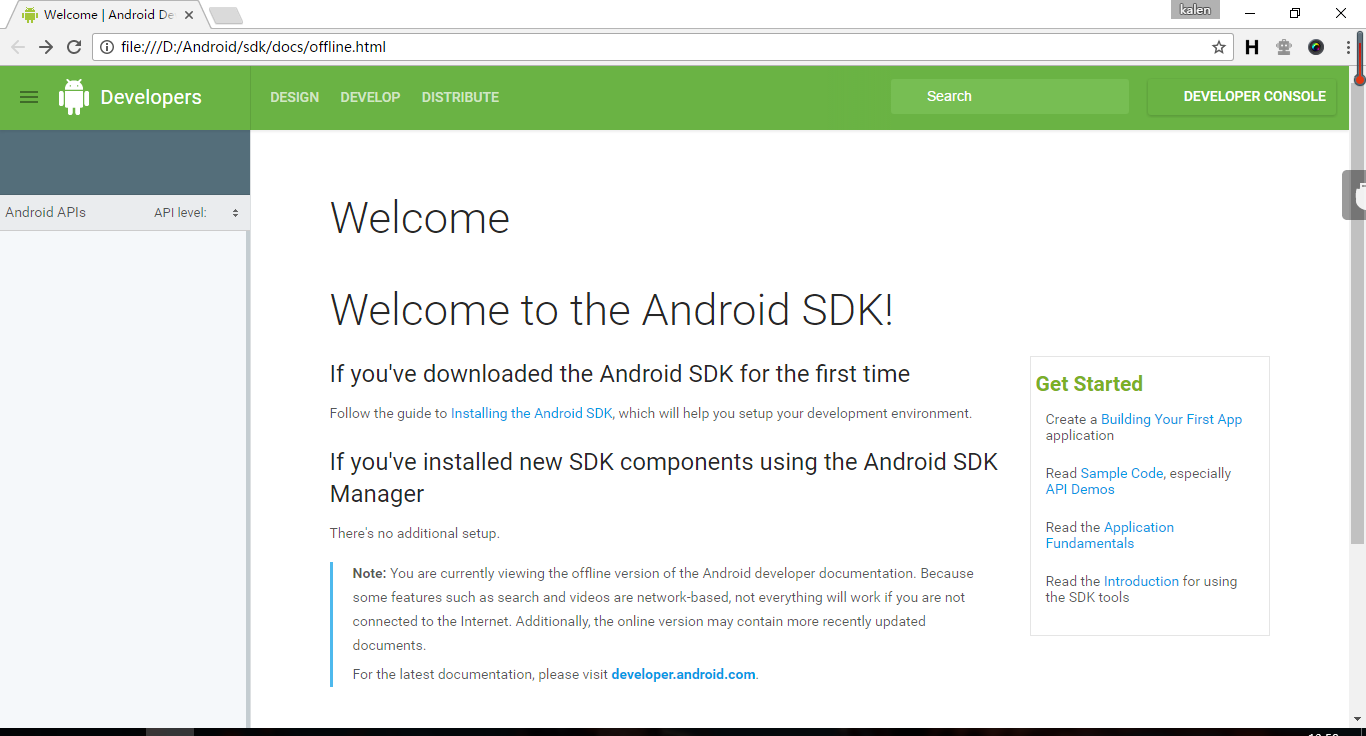 Welcome | Android De
kalen
file:///D:/Android/sdk/docs/offline.html
H
Developers
DESIGN DEVELOP DISTRIBUTE
Search
DEVELOPER CONSOLE
Android APIs
API level:
Welcome
Welcome to the Android SDK!
If you've downloaded the Android SDK for the first time
Follow the guide to Installing the Android SDK, which will help you setup your development environment.
If you've installed new SDK components using the Android SDK
Manager
There's no additional setup.
Note: You are currently viewing the offline version of the Android developer documentation. Because
some features such as search and videos are network-based, not everything will work if you are not
connected to the Internet. Additionally, the online version may contain more recently updated
documents.
For the latest documentation, please visit developer.android.com.
Get Started
Create a Building Your First App
application
Read Sample Code, especially
API Demos
Read the Application
Fundamentals
Read the Introduction for using
the SDK tools